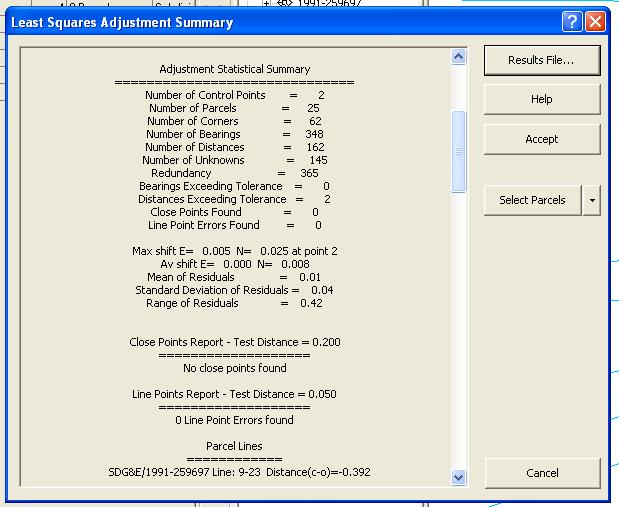 1991-259697
Least Squares Adjustment Summary
Adjustment Statistical Summary
==================================
Number of Control Points = 2
Number of Parcels = 25
Number of Corners = 62
Number of Bearings = 348
Number of Distances = 162
Number of Unknowns = 145
Redundancy = 365
Bearings Exceeding Tolerance = 0
Distances Exceeding Tolerance = 2
Close Points Found = 0
Line Point Errors Found = 0
Max shift E= 0.005 N= 0.025 at point 2
Av shift E= 0.000 N= 0.008
Mean of Residuals = 0.01
Standard Deviation of Residuals = 0.04
Range of Residuals = 0.42
Close Points Report - Test Distance = 0.200
===================
No close points found
Line Points Report - Test Distance = 0.050
===================
0 Line Point Errors found
Parcel Lines
============
SDG&E/1991-259697 Line: 9-23 Distance(c-o)=-0.392
Results File...
Help
Accept
Select Parcels
Cancel